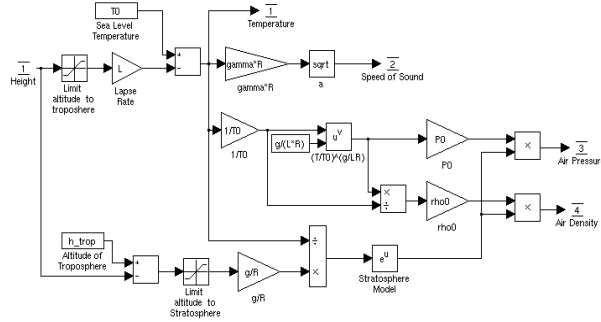 T0
Sea Level
Temperature
1
Temperature
+
−
1
Height
Limit
altitude to
troposhere
L
Lapse
Rate
gamma*R
gamma*R
sqrt
a
2
Speed of Sound
1/T0
1/T0
g/(L*R)
u^v
(T/T0)^(g/LR)
P0
P0
×
3
Air Pressur
×
÷
rho0
rho0
×
4
Air Density
h_trop
Altitude of
Troposphere
+
−
Limit
altitude to
Stratosphere
g/R
g/R
÷
×
e^u
Stratosphere
Model